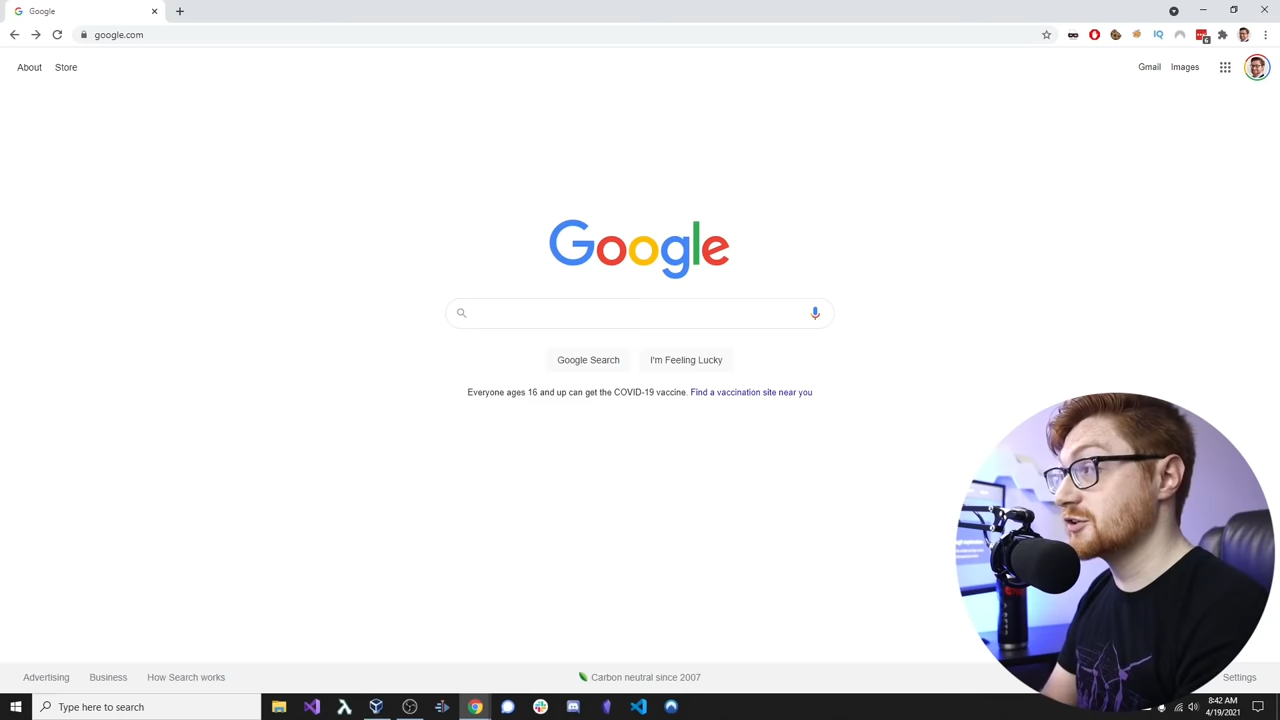 Google
google.com
About Store Gmail Images
6
IQ
Google
Google Search I'm Feeling Lucky
Everyone ages 16 and up can get the COVID-19 vaccine. Find a vaccination site near you
Advertising Business How Search works Carbon neutral since 2007 Settings
Type here to search
8:42 AM
4/19/2021